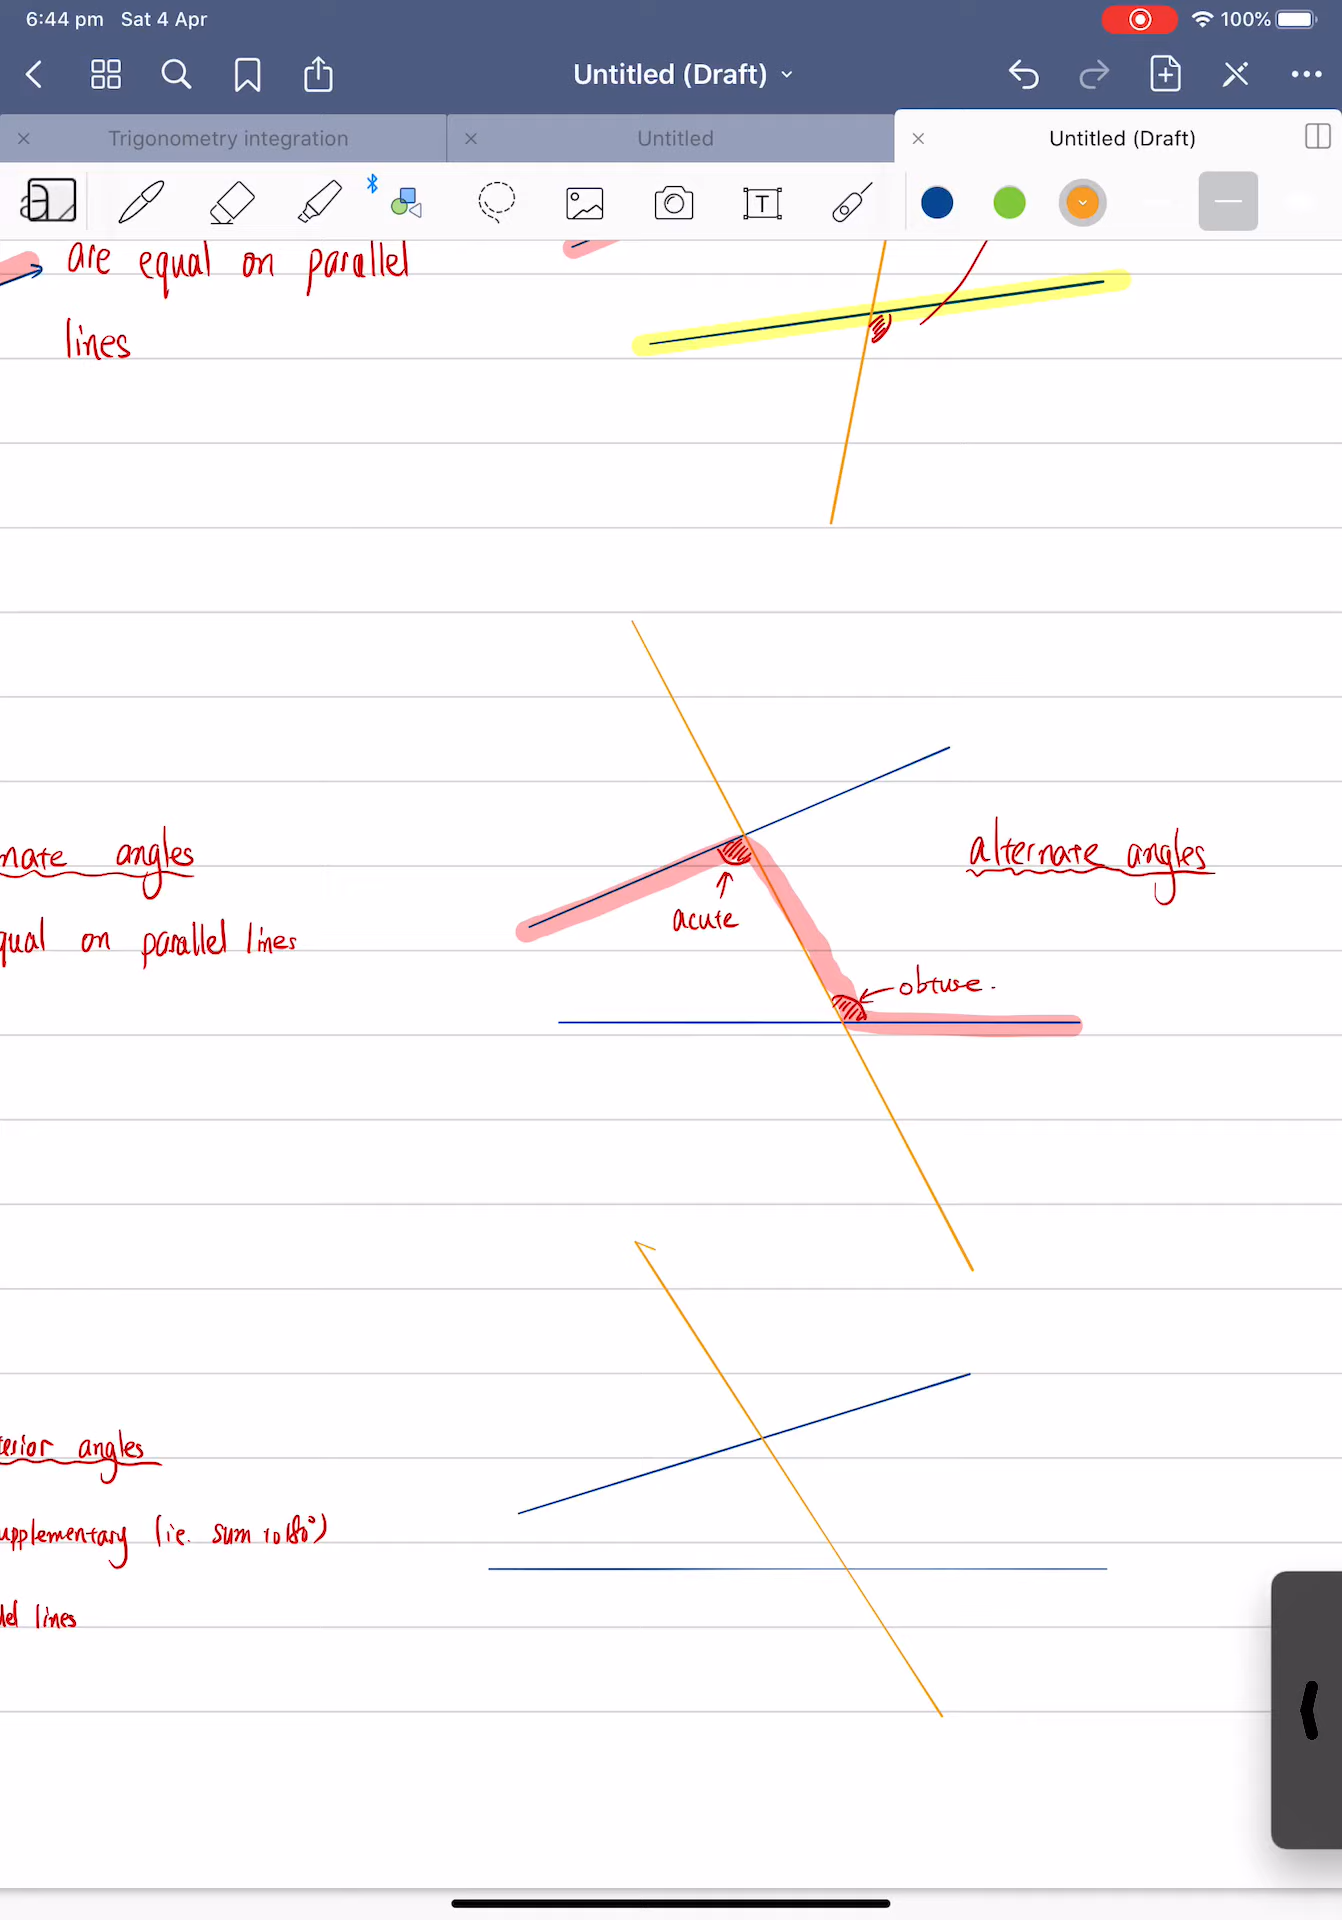 6:44 pm Sat 4 Apr
100%
Untitled (Draft)
Trigonometry integration
Untitled
Untitled (Draft)
T
are equal on parallel
lines
nate angles
qual on parallel lines
alternate angles
acute
obtuse.
terior angles
upplementary (ie. sum to 180°)
lel lines